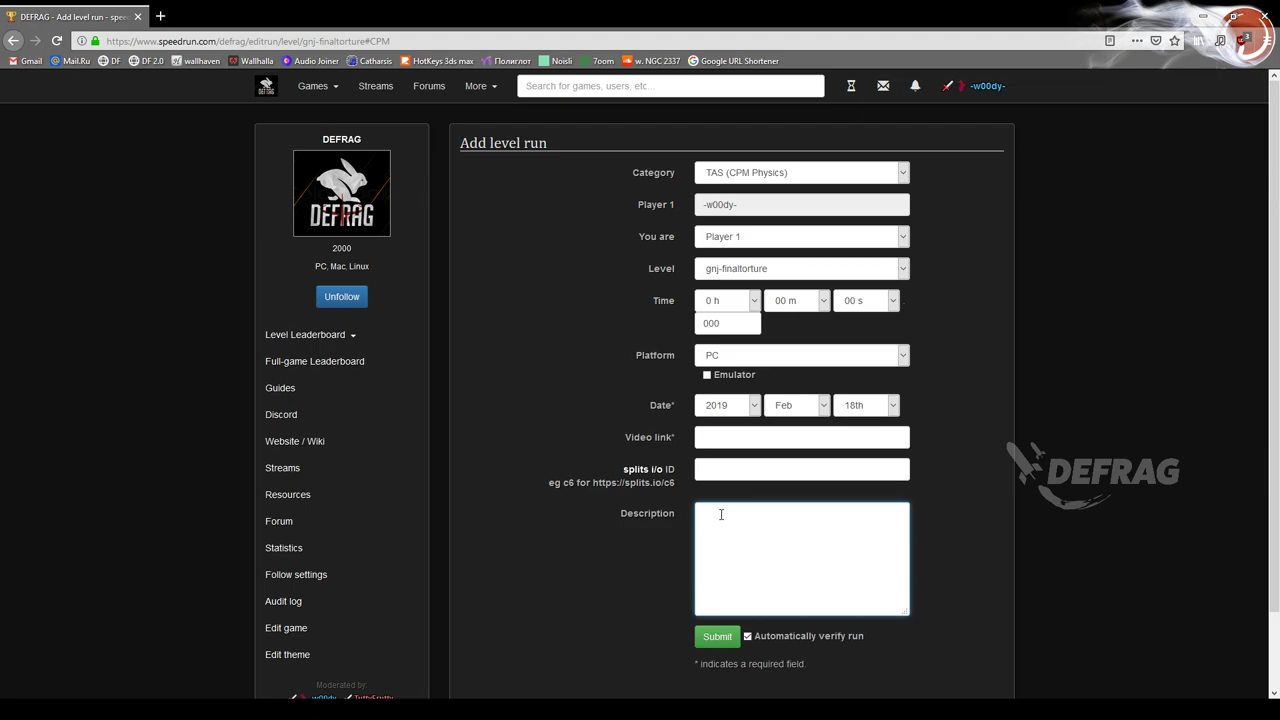 DEFRAG - Add level run - spee
https://www.speedrun.com/defrag/editrun/level/gnj-finaltorture#CPM
3
Gmail Mail.Ru DF DF 2.0 wallhaven Wallhalla Audio Joiner Catharsis HotKeys 3ds max Полиглот Noisli 7oom w. NGC 2337 Google URL Shortener
Games Streams Forums More Search for games, users, etc... -w00dy-
DEFRAG
DEFRAG
2000
PC, Mac, Linux
Unfollow
Level Leaderboard
Full-game Leaderboard
Guides
Discord
Website / Wiki
Streams
Resources
Forum
Statistics
Follow settings
Audit log
Edit game
Edit theme
Moderated by:
-w00dy- TuttyFrutty
Add level run
Category TAS (CPM Physics)
Player 1 -w00dy-
You are Player 1
Level gnj-finaltorture
Time 0 h 00 m 00 s .
000
Platform PC
Emulator
Date* 2019 Feb 18th
Video link*
splits i/o ID
eg c6 for https://splits.io/c6
Description
Submit Automatically verify run
* indicates a required field.
DEFRAG